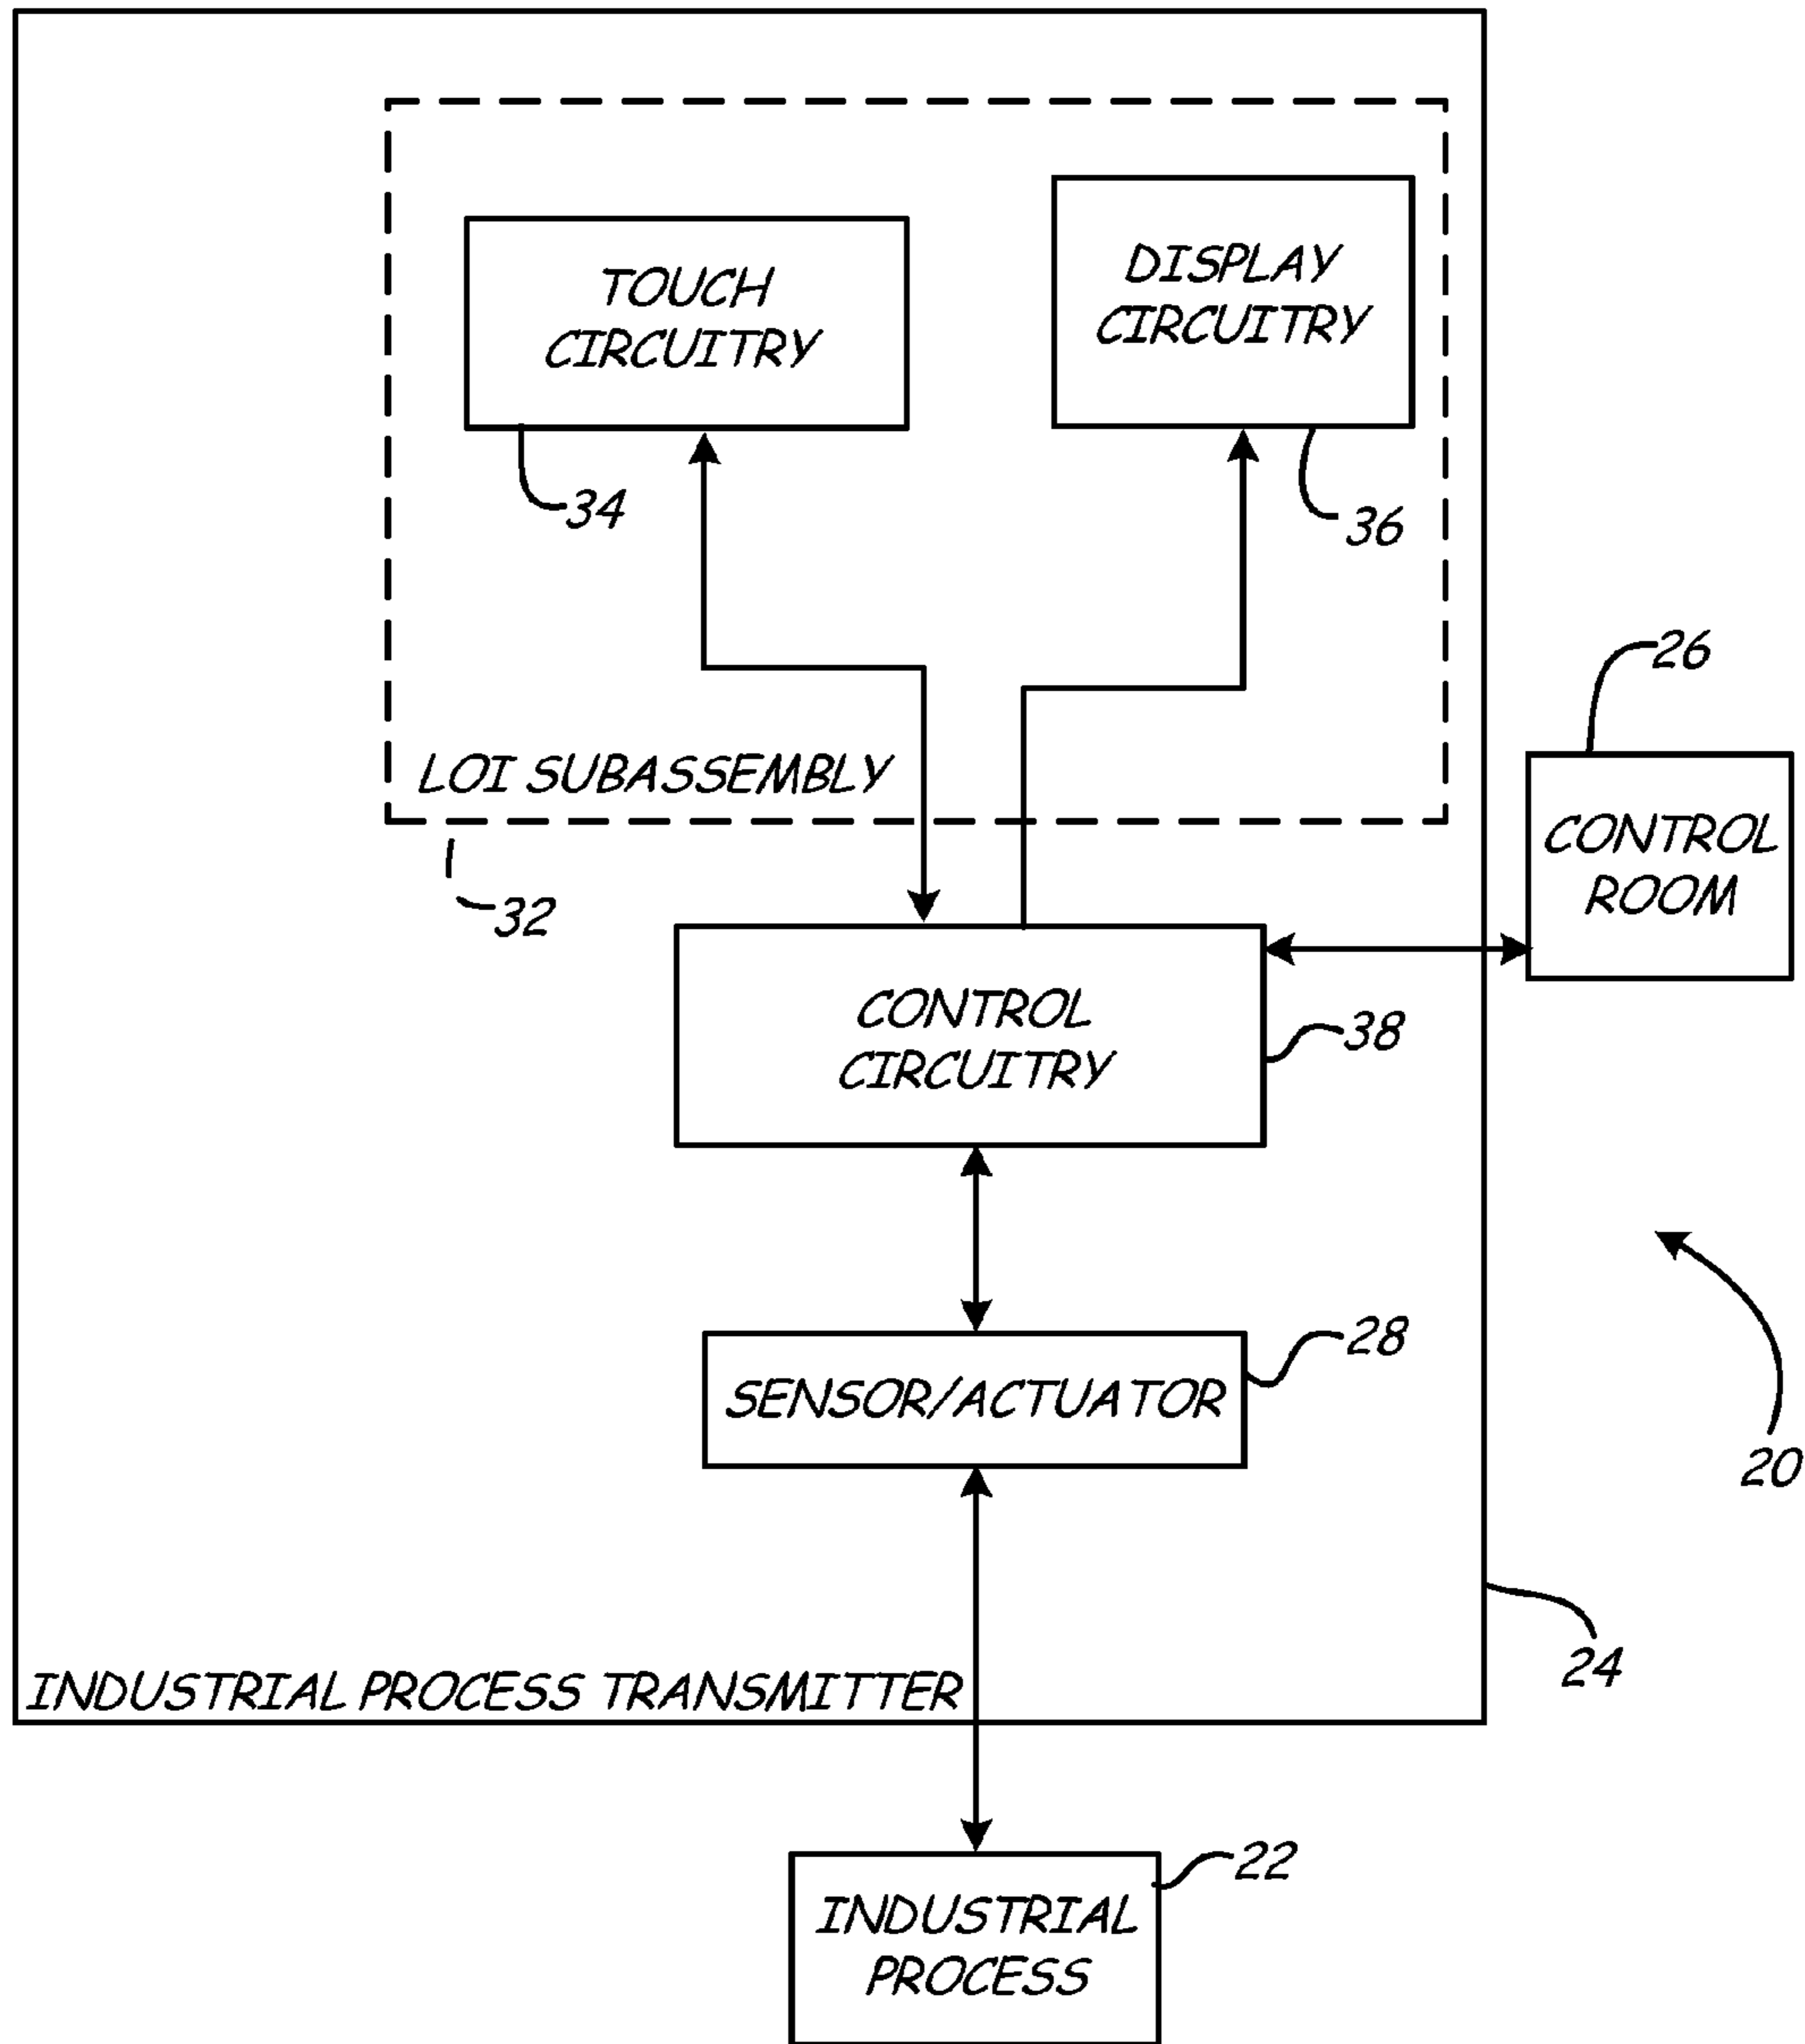 TOUCH
CIRCUITRY
DISPLAY
CIRCUITRY
34
36
LOI SUBASSEMBLY
32
26
CONTROL
ROOM
CONTROL
CIRCUITRY
38
SENSOR/ACTUATOR
28
20
24
INDUSTRIAL PROCESS TRANSMITTER
22
INDUSTRIAL
PROCESS